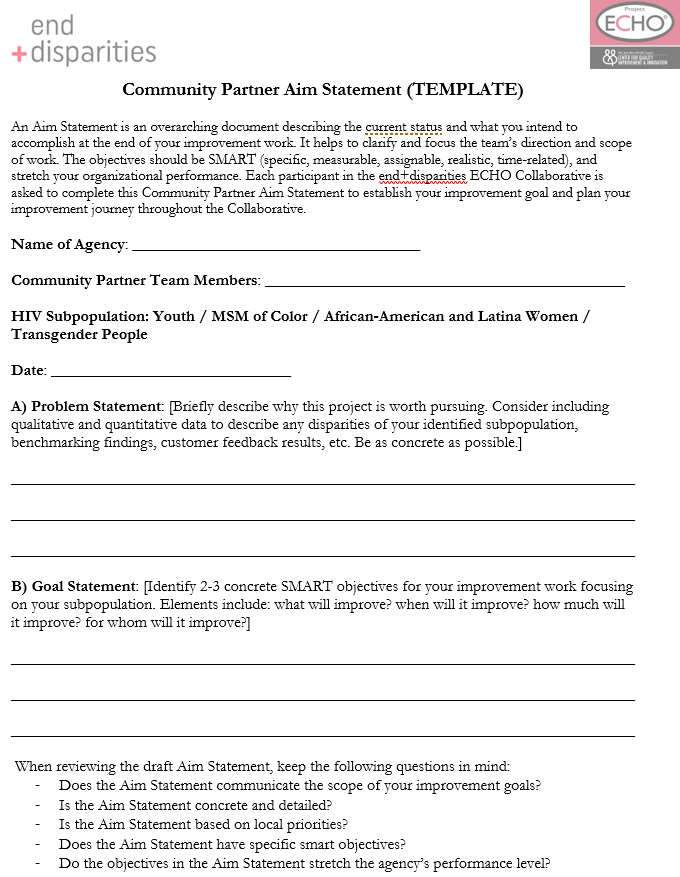 end
+disparities
Project
ECHO
CENTER FOR QUALITY
IMPROVEMENT & INNOVATION
Community Partner Aim Statement (TEMPLATE)
An Aim Statement is an overarching document describing the current status and what you intend to
accomplish at the end of your improvement work. It helps to clarify and focus the team's direction and scope
of work. The objectives should be SMART (specific, measurable, assignable, realistic, time-related), and
stretch your organizational performance. Each participant in the end+disparities ECHO Collaborative is
asked to complete this Community Partner Aim Statement to establish your improvement goal and plan your
improvement journey throughout the Collaborative.
Name of Agency:
Community Partner Team Members:
HIV Subpopulation: Youth / MSM of Color / African-American and Latina Women /
Transgender People
Date:
A) Problem Statement: [Briefly describe why this project is worth pursuing. Consider including
qualitative and quantitative data to describe any disparities of your identified subpopulation,
benchmarking findings, customer feedback results, etc. Be as concrete as possible.]
B) Goal Statement: [Identify 2-3 concrete SMART objectives for your improvement work focusing
on your subpopulation. Elements include: what will improve? when will it improve? how much will
it improve? for whom will it improve?]
When reviewing the draft Aim Statement, keep the following questions in mind:
- Does the Aim Statement communicate the scope of your improvement goals?
- Is the Aim Statement concrete and detailed?
- Is the Aim Statement based on local priorities?
- Does the Aim Statement have specific smart objectives?
- Do the objectives in the Aim Statement stretch the agency's performance level?